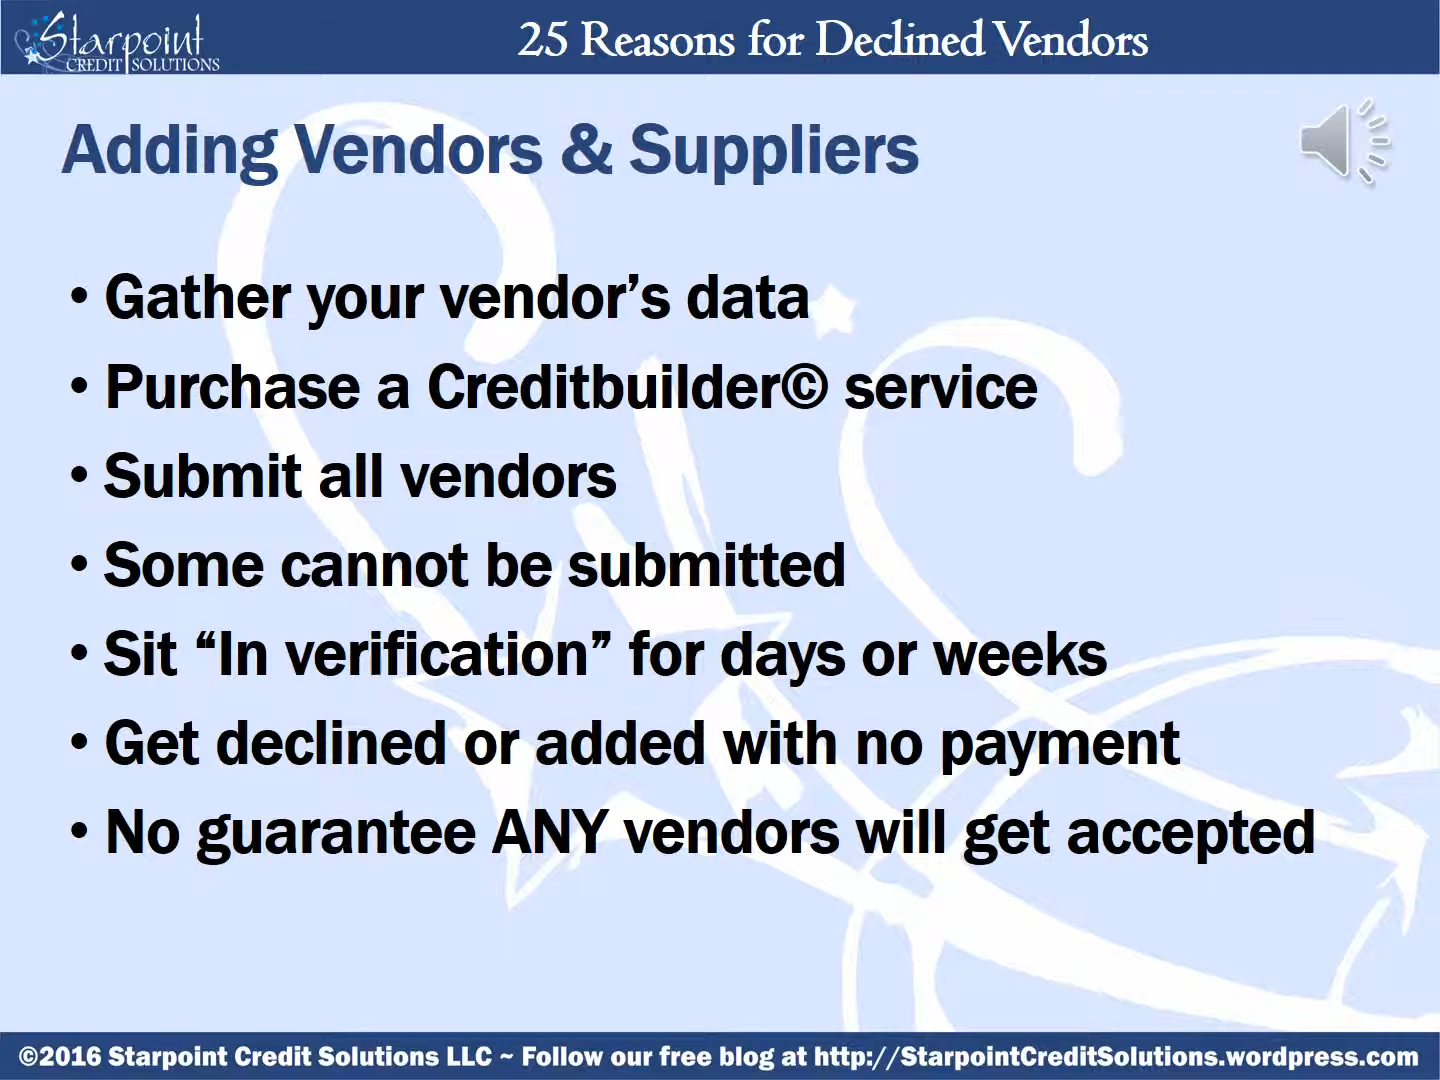 Starpoint
CREDIT SOLUTIONS
25 Reasons for Declined Vendors
Adding Vendors & Suppliers
• Gather your vendor’s data
• Purchase a Creditbuilder© service
• Submit all vendors
• Some cannot be submitted
• Sit “In verification” for days or weeks
• Get declined or added with no payment
• No guarantee ANY vendors will get accepted
©2016 Starpoint Credit Solutions LLC ~ Follow our free blog at http://StarpointCreditSolutions.wordpress.com